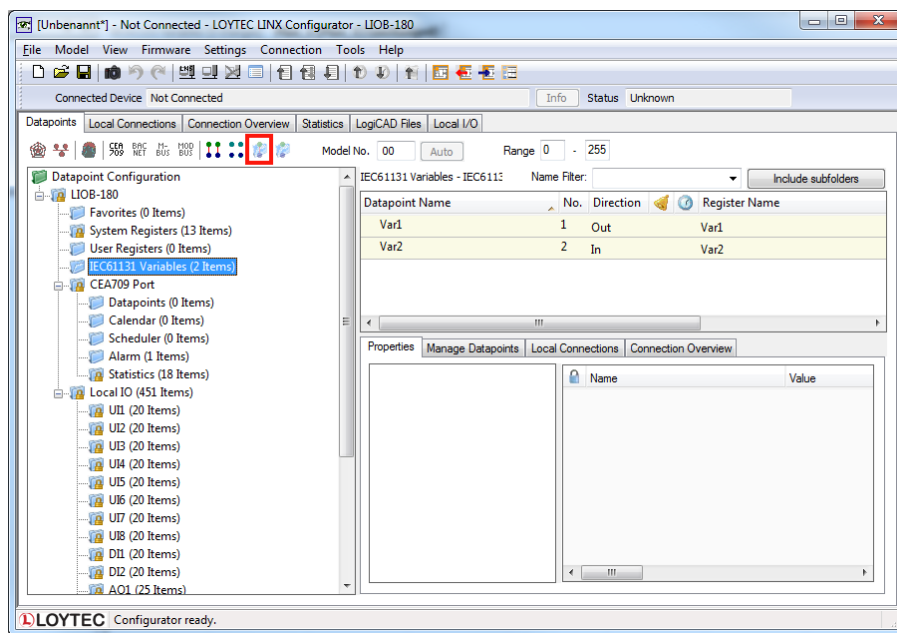 [Unbenannt*] - Not Connected - LOYTEC LINX Configurator - LIOB-180
File Model View Firmware Settings Connection Tools Help
Connected Device Not Connected Info Status Unknown
Datapoints Local Connections Connection Overview Statistics LogiCAD Files Local I/O
CEA 709 BAC NET M- BUS MOD BUS Model No. 00 Auto Range 0 - 255
Datapoint Configuration
LIOB-180
Favorites (0 Items)
System Registers (13 Items)
User Registers (0 Items)
IEC61131 Variables (2 Items)
CEA709 Port
Datapoints (0 Items)
Calendar (0 Items)
Scheduler (0 Items)
Alarm (1 Items)
Statistics (18 Items)
Local IO (451 Items)
UI1 (20 Items)
UI2 (20 Items)
UI3 (20 Items)
UI4 (20 Items)
UI5 (20 Items)
UI6 (20 Items)
UI7 (20 Items)
UI8 (20 Items)
DI1 (20 Items)
DI2 (20 Items)
AO1 (25 Items)
IEC61131 Variables - IEC6113 Name Filter: Include subfolders
Datapoint Name No. Direction Register Name
Var1 1 Out Var1
Var2 2 In Var2
Properties Manage Datapoints Local Connections Connection Overview
Name Value
LOYTEC Configurator ready.